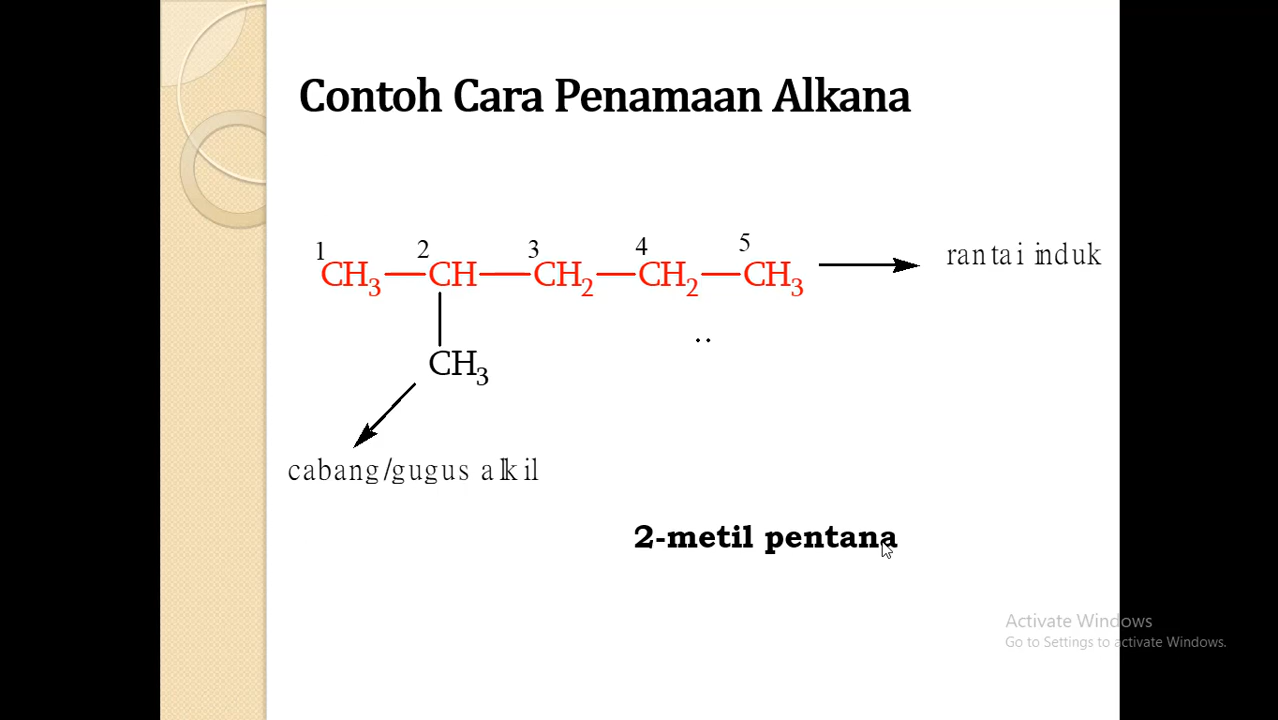 Contoh Cara Penamaan Alkana
1 2 3 4 5
CH3 CH CH2 CH2 CH3 rantai induk
..
CH3
cabang/gugus alkil
2-metil pentana
Activate Windows
Go to Settings to activate Windows.